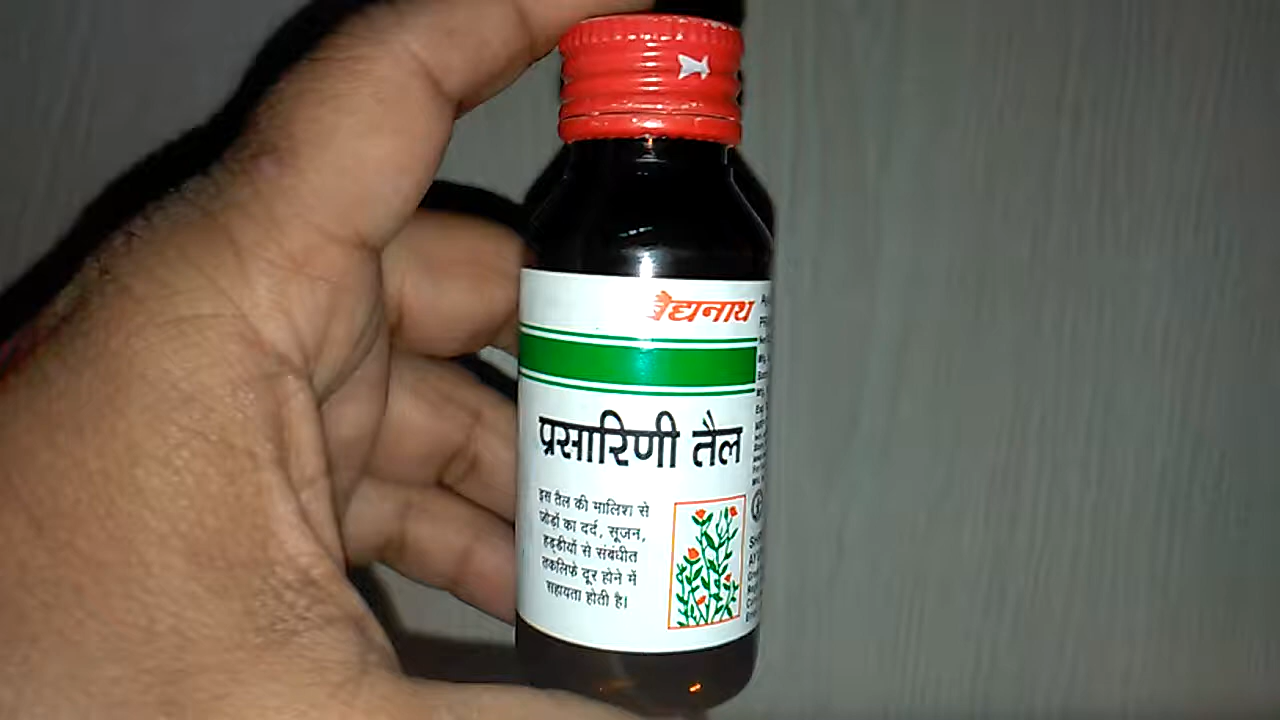 वैद्यनाथ
प्रसारिणी तैल
इस तैल की मालिश से
जोड़ों का दर्द, सूजन,
हड्डीयों से संबंधीत
तकलिफे दूर होने में
सहायता होती है।